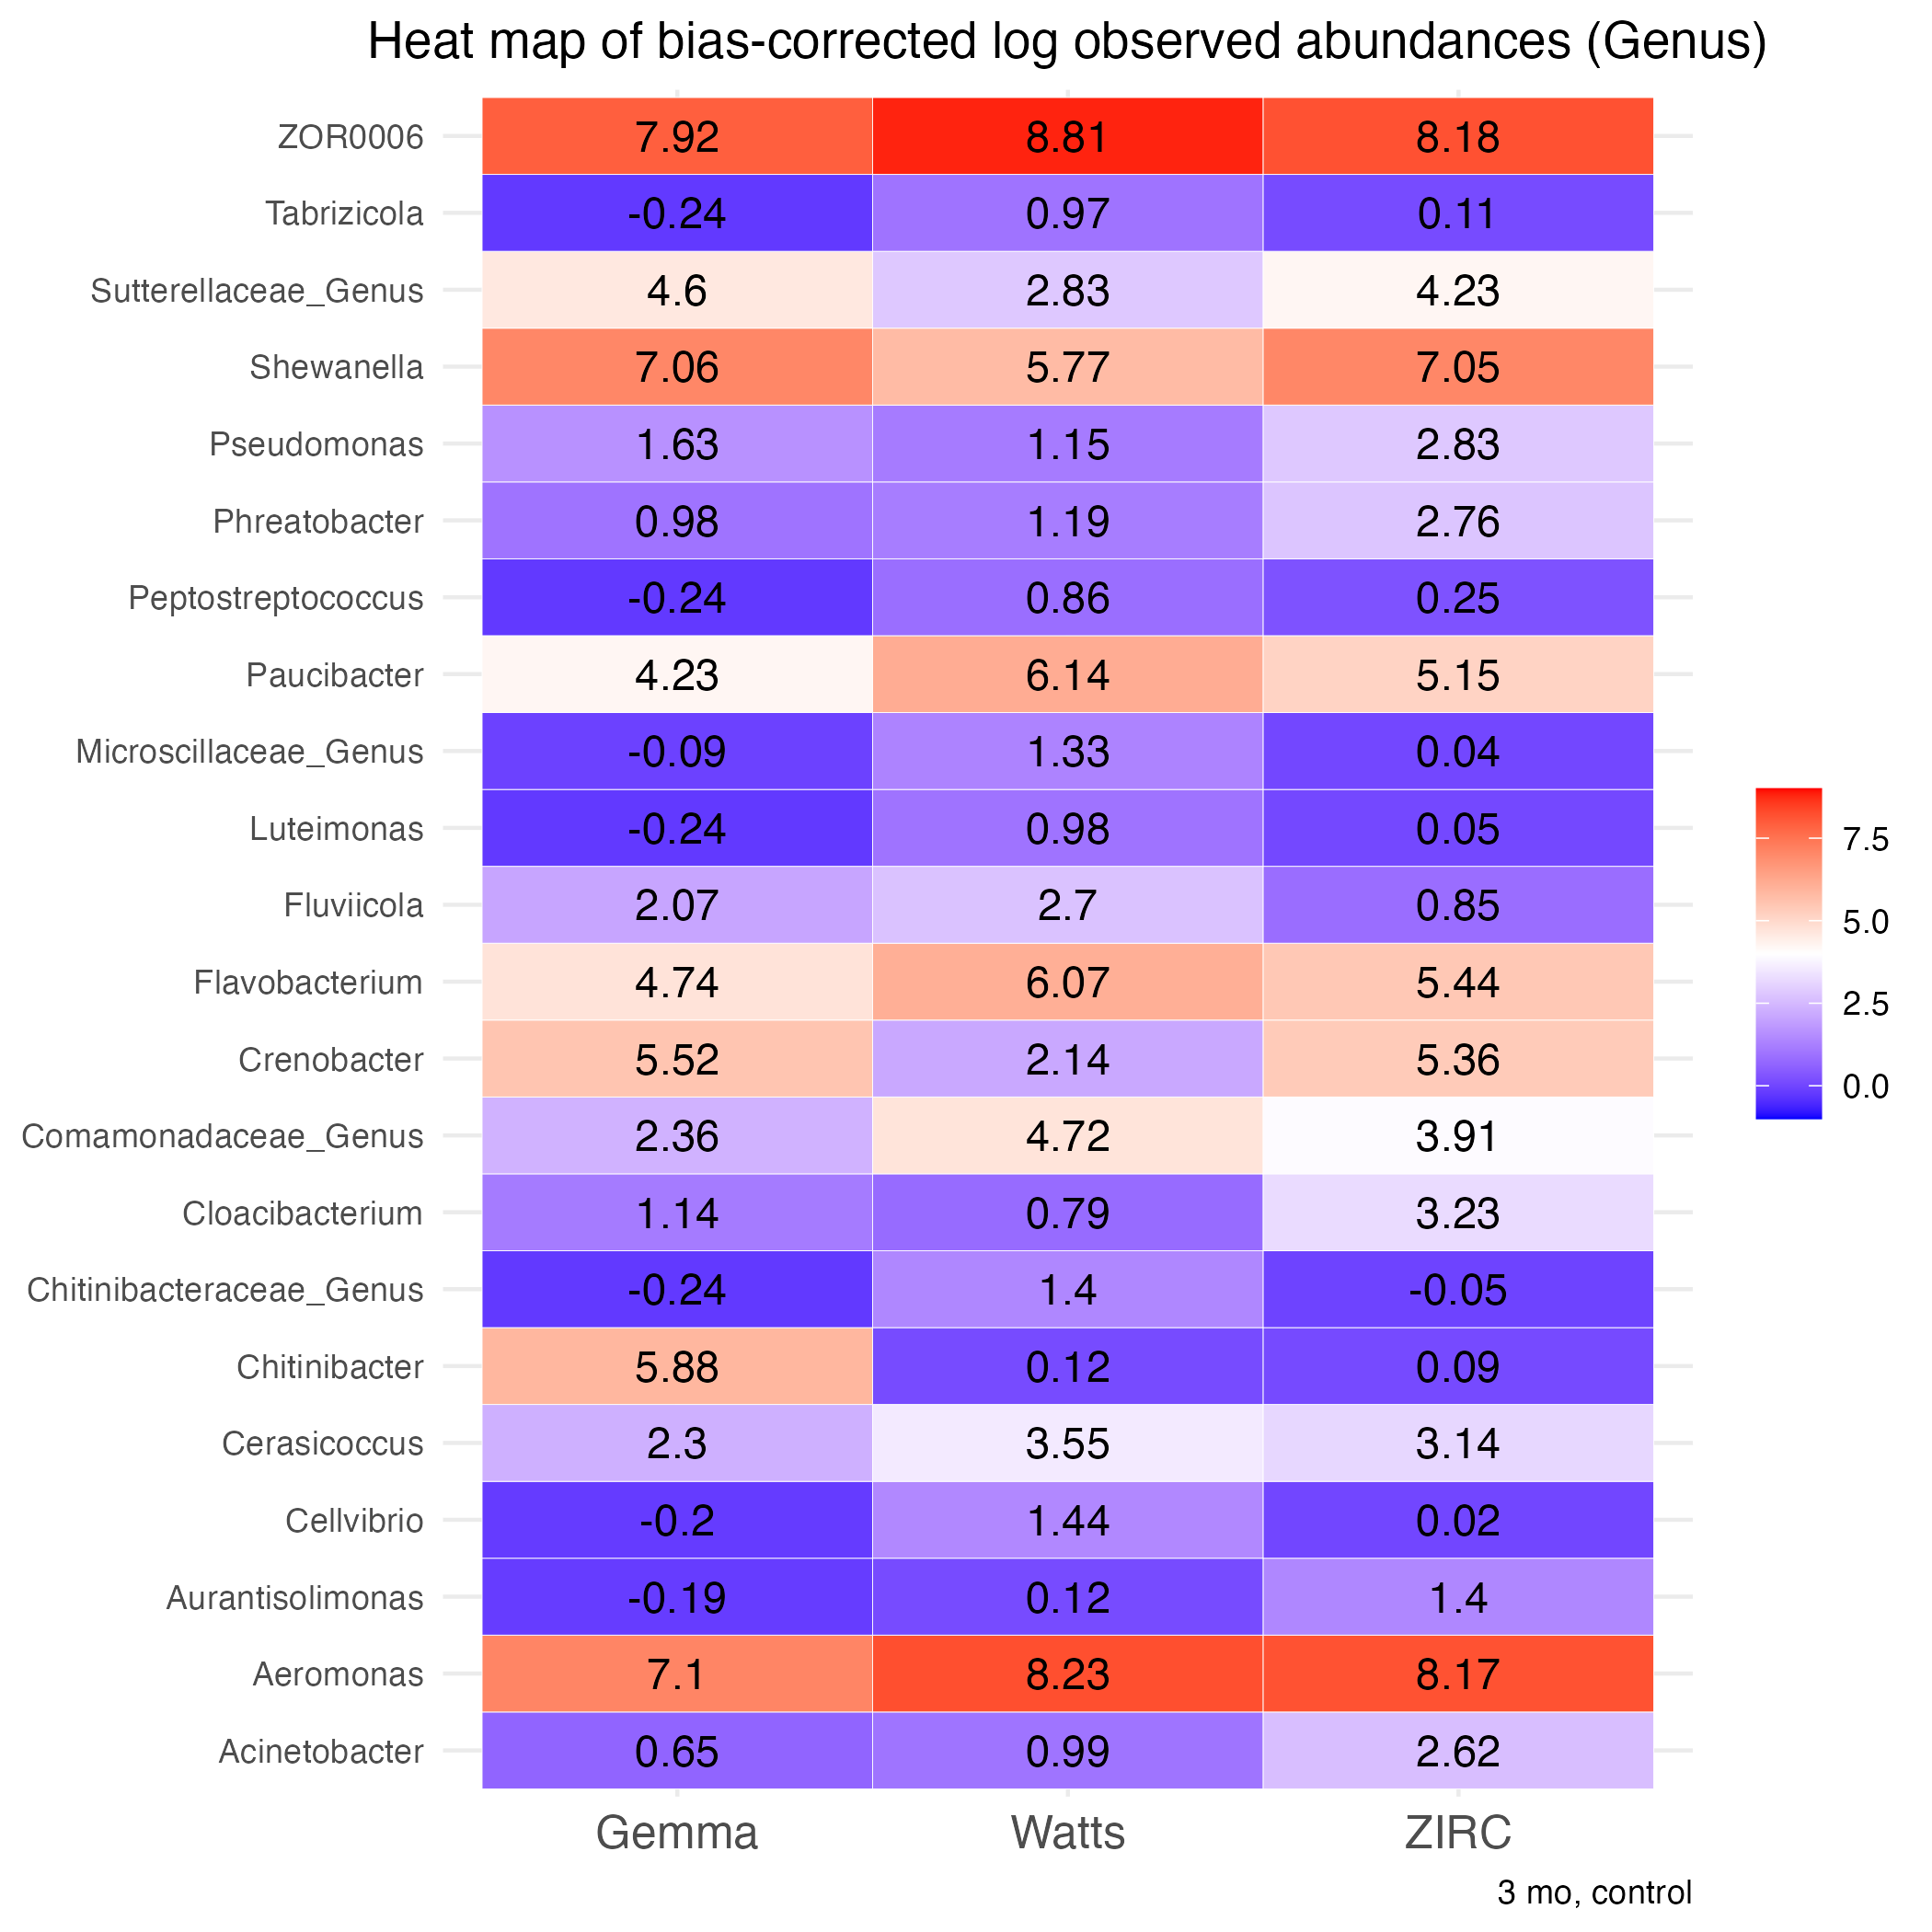 Heat map of bias-corrected log observed abundances (Genus)
ZOR0006 7.92 8.81 8.18
Tabrizicola -0.24 0.97 0.11
Sutterellaceae_Genus 4.6 2.83 4.23
Shewanella 7.06 5.77 7.05
Pseudomonas 1.63 1.15 2.83
Phreatobacter 0.98 1.19 2.76
Peptostreptococcus -0.24 0.86 0.25
Paucibacter 4.23 6.14 5.15
Microscillaceae_Genus -0.09 1.33 0.04
Luteimonas -0.24 0.98 0.05
Fluviicola 2.07 2.7 0.85
Flavobacterium 4.74 6.07 5.44
Crenobacter 5.52 2.14 5.36
Comamonadaceae_Genus 2.36 4.72 3.91
Cloacibacterium 1.14 0.79 3.23
Chitinibacteraceae_Genus -0.24 1.4 -0.05
Chitinibacter 5.88 0.12 0.09
Cerasicoccus 2.3 3.55 3.14
Cellvibrio -0.2 1.44 0.02
Aurantisolimonas -0.19 0.12 1.4
Aeromonas 7.1 8.23 8.17
Acinetobacter 0.65 0.99 2.62
Gemma Watts ZIRC
7.5
5.0
2.5
0.0
3 mo, control